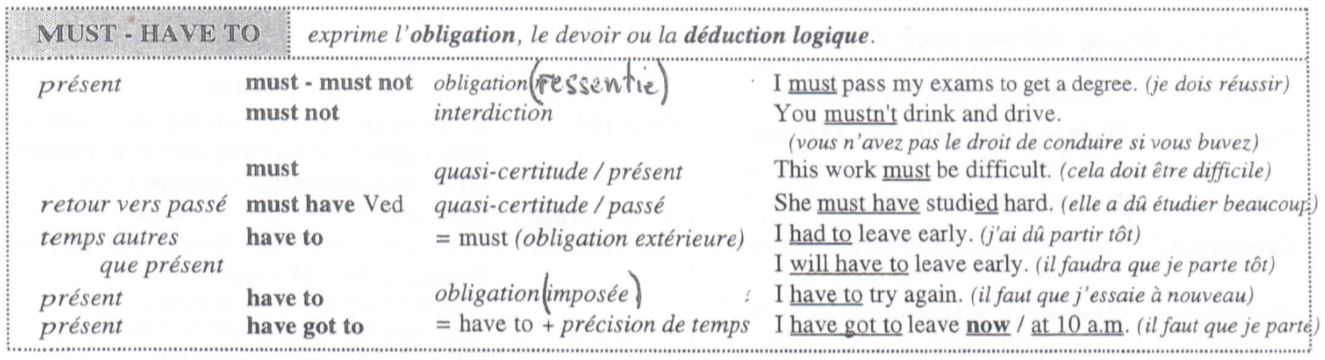 MUST - HAVE TO exprime l'obligation, le devoir ou la déduction logique.
présent must - must not obligation (ressentie) I must pass my exams to get a degree. (je dois réussir)
must not interdiction You mustn't drink and drive.
(vous n'avez pas le droit de conduire si vous buvez)
must quasi-certitude / présent This work must be difficult. (cela doit être difficile)
retour vers passé must have Ved quasi-certitude / passé She must have studied hard. (elle a dû étudier beaucoup)
temps autres have to = must (obligation extérieure) I had to leave early. (j'ai dû partir tôt)
que présent I will have to leave early. (il faudra que je parte tôt)
présent have to obligation (imposée) : I have to try again. (il faut que j'essaie à nouveau)
présent have got to = have to + précision de temps I have got to leave now / at 10 a.m. (il faut que je parte)